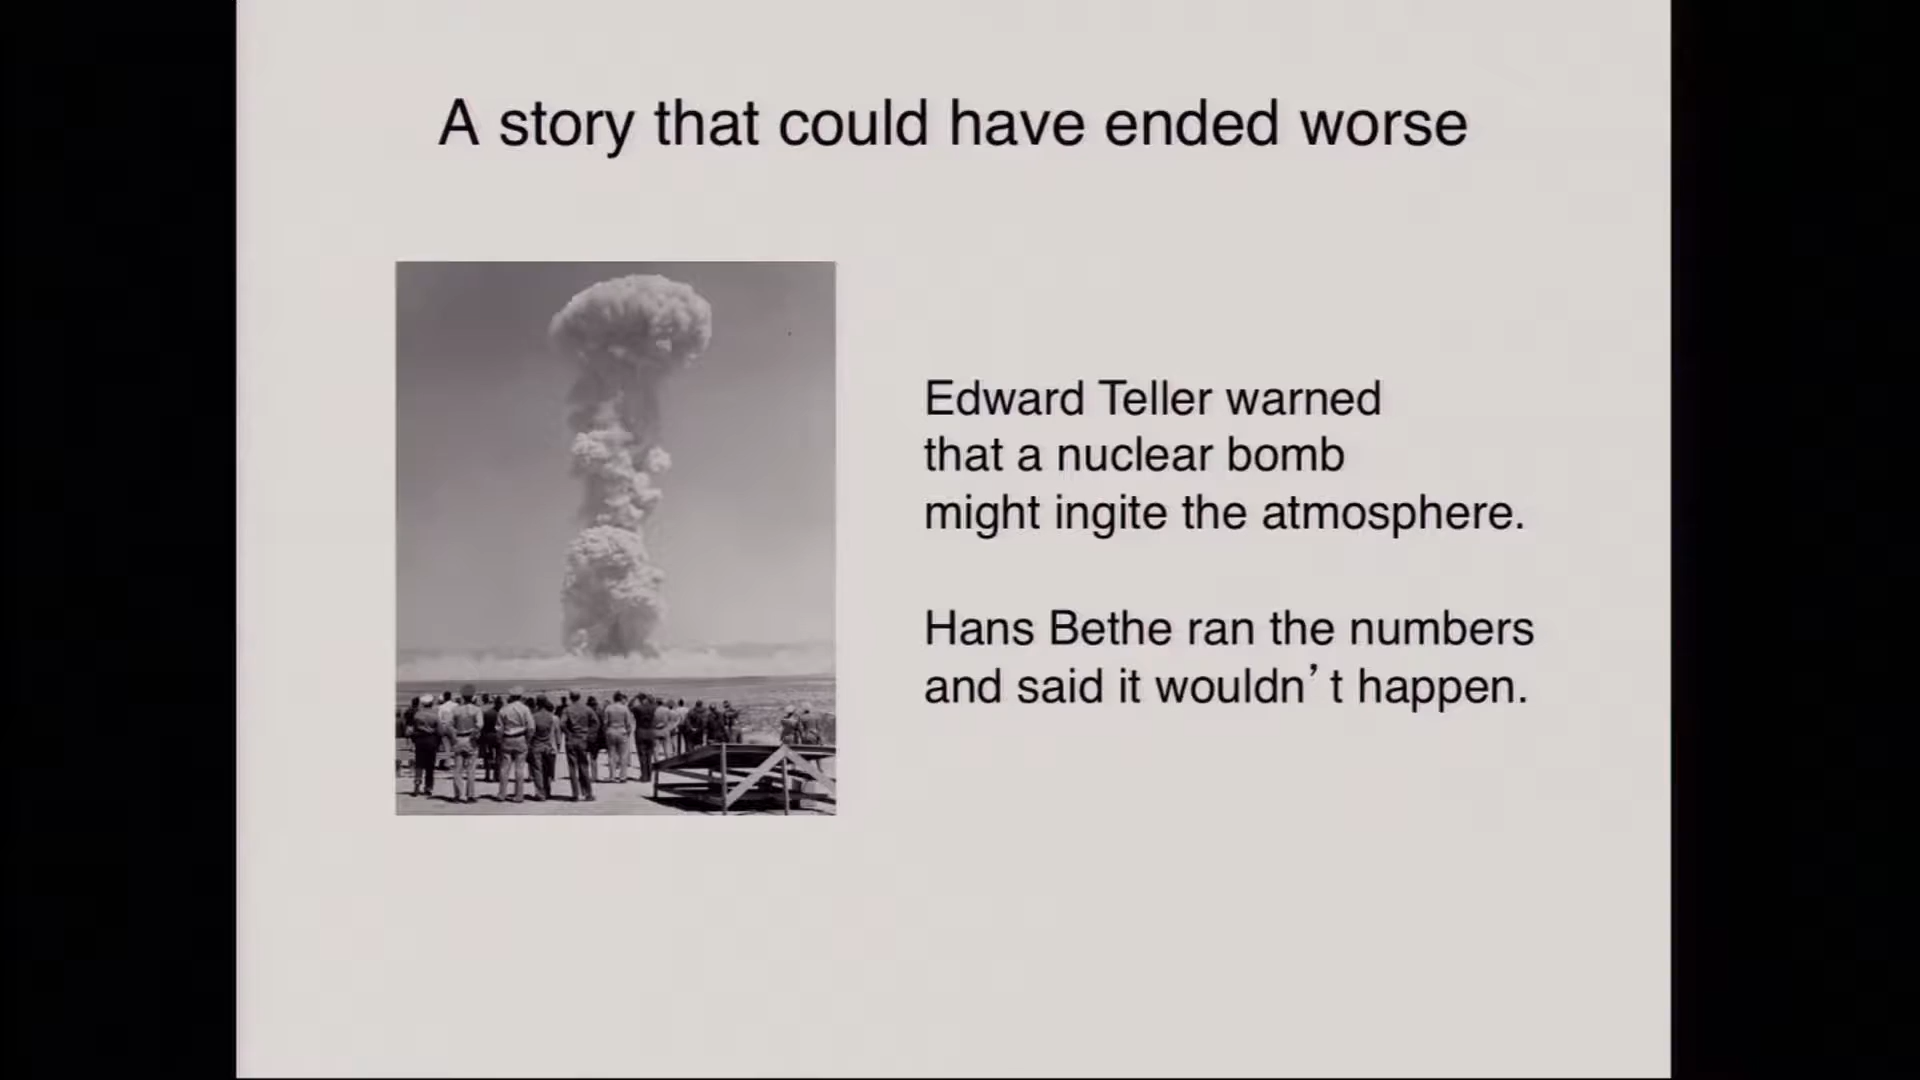 A story that could have ended worse
Edward Teller warned
that a nuclear bomb
might ingite the atmosphere.
Hans Bethe ran the numbers
and said it wouldn’t happen.